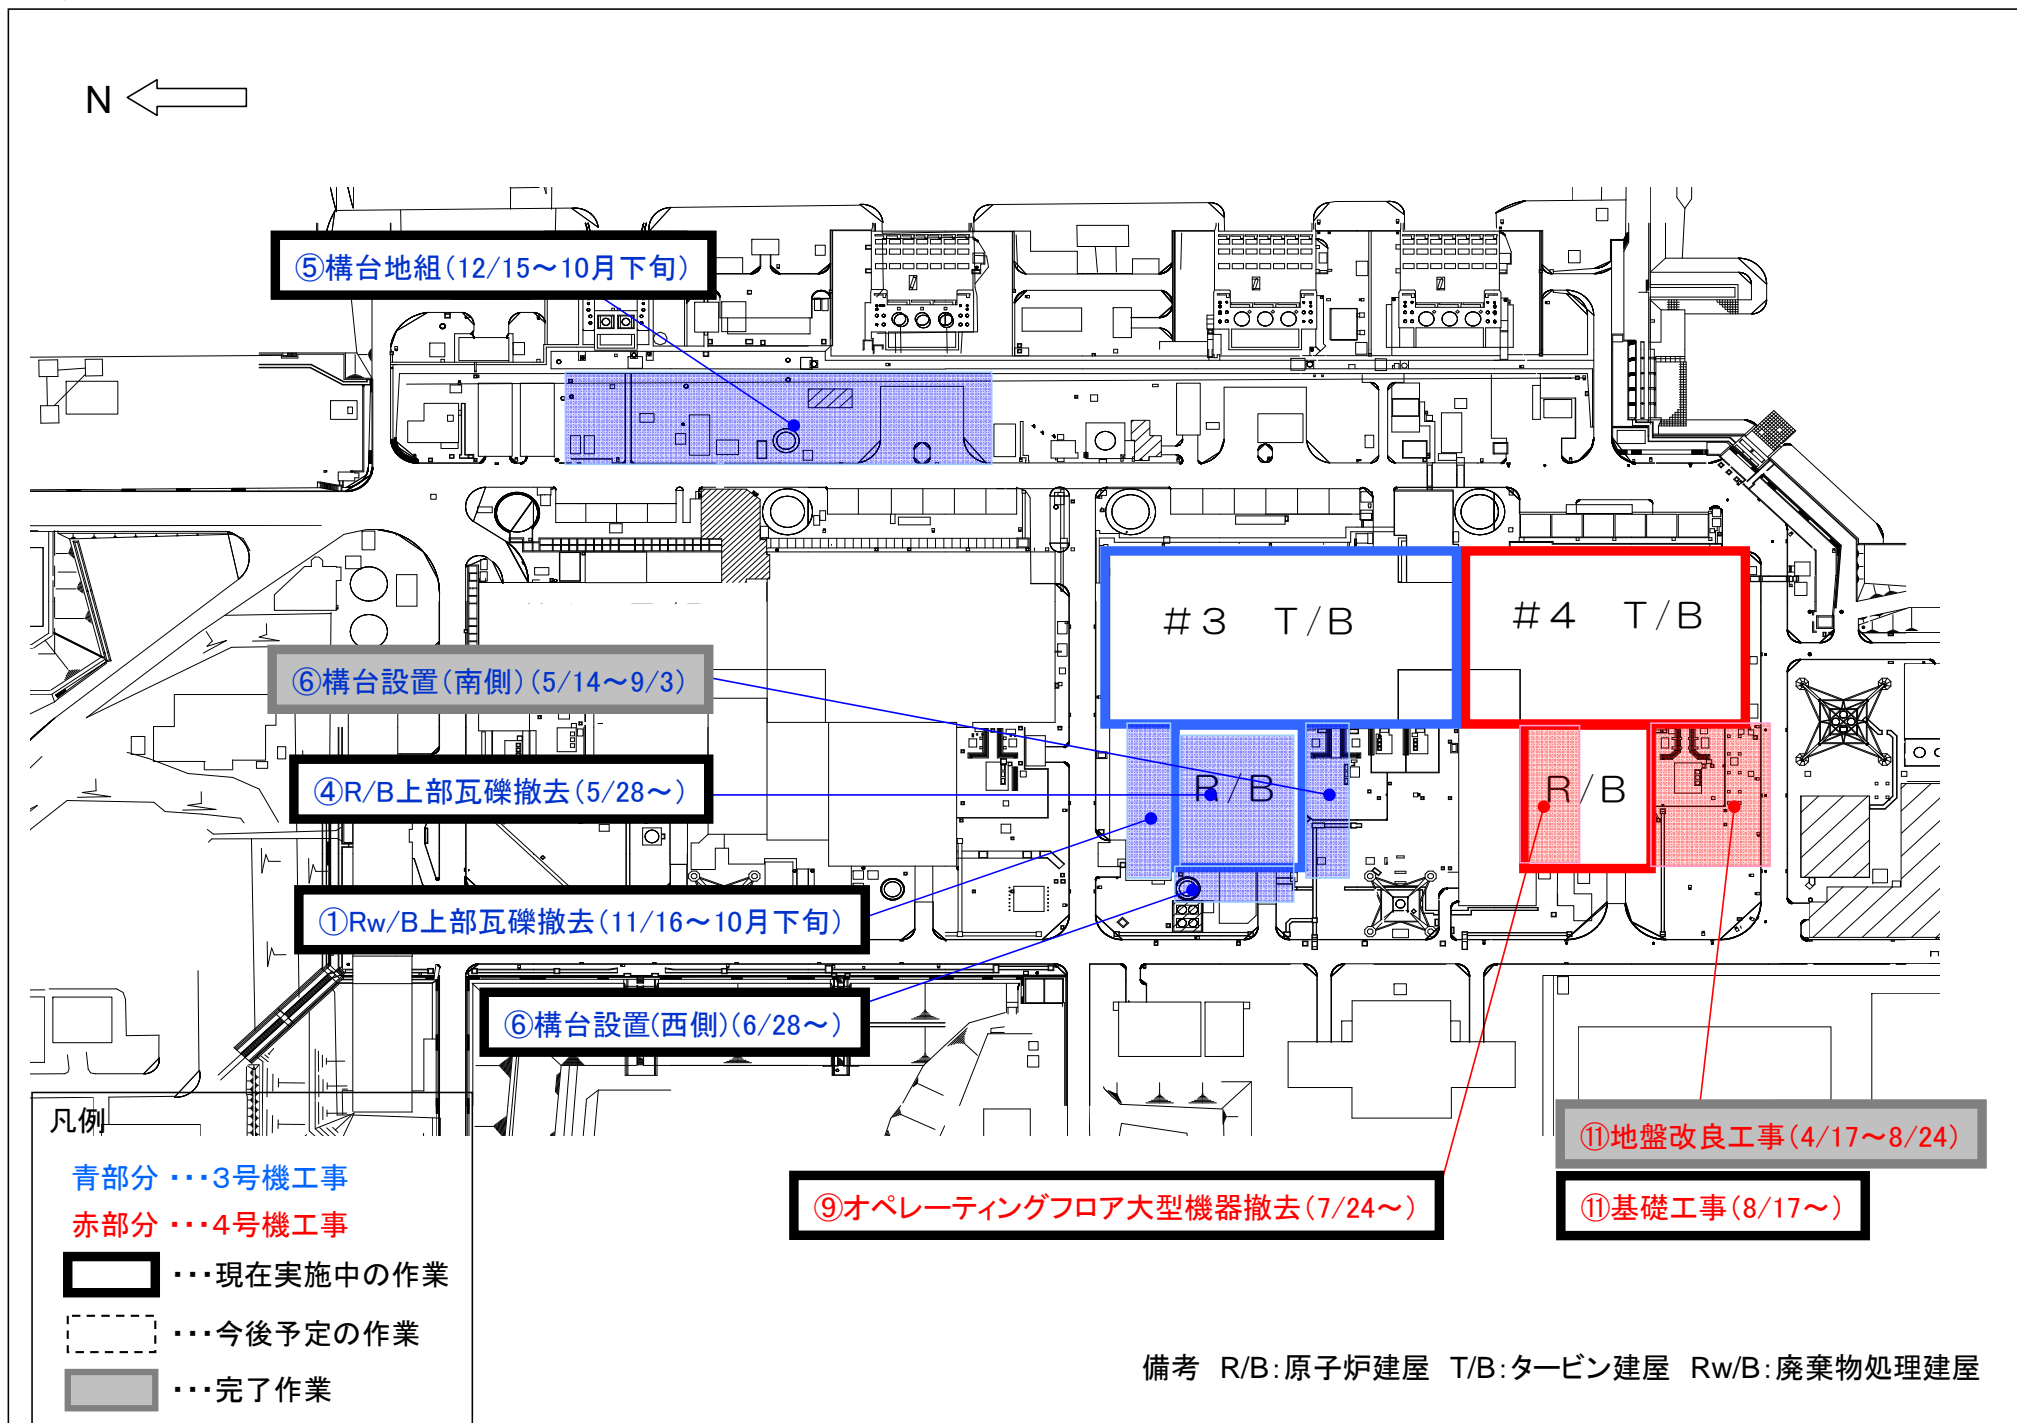 N
⑤構台地組(12/15～10月下旬)
#3 T/B
#4 T/B
⑥構台設置(南側)(5/14～9/3)
④R/B上部瓦礫撤去(5/28～)
R/B
R/B
①Rw/B上部瓦礫撤去(11/16～10月下旬)
⑥構台設置(西側)(6/28～)
⑪地盤改良工事(4/17～8/24)
⑨オペレーティングフロア大型機器撤去(7/24～)
⑪基礎工事(8/17～)
凡例
青部分 ・・・3号機工事
赤部分 ・・・4号機工事
・・・現在実施中の作業
・・・今後予定の作業
・・・完了作業
備考 R/B:原子炉建屋 T/B:タービン建屋 Rw/B:廃棄物処理建屋